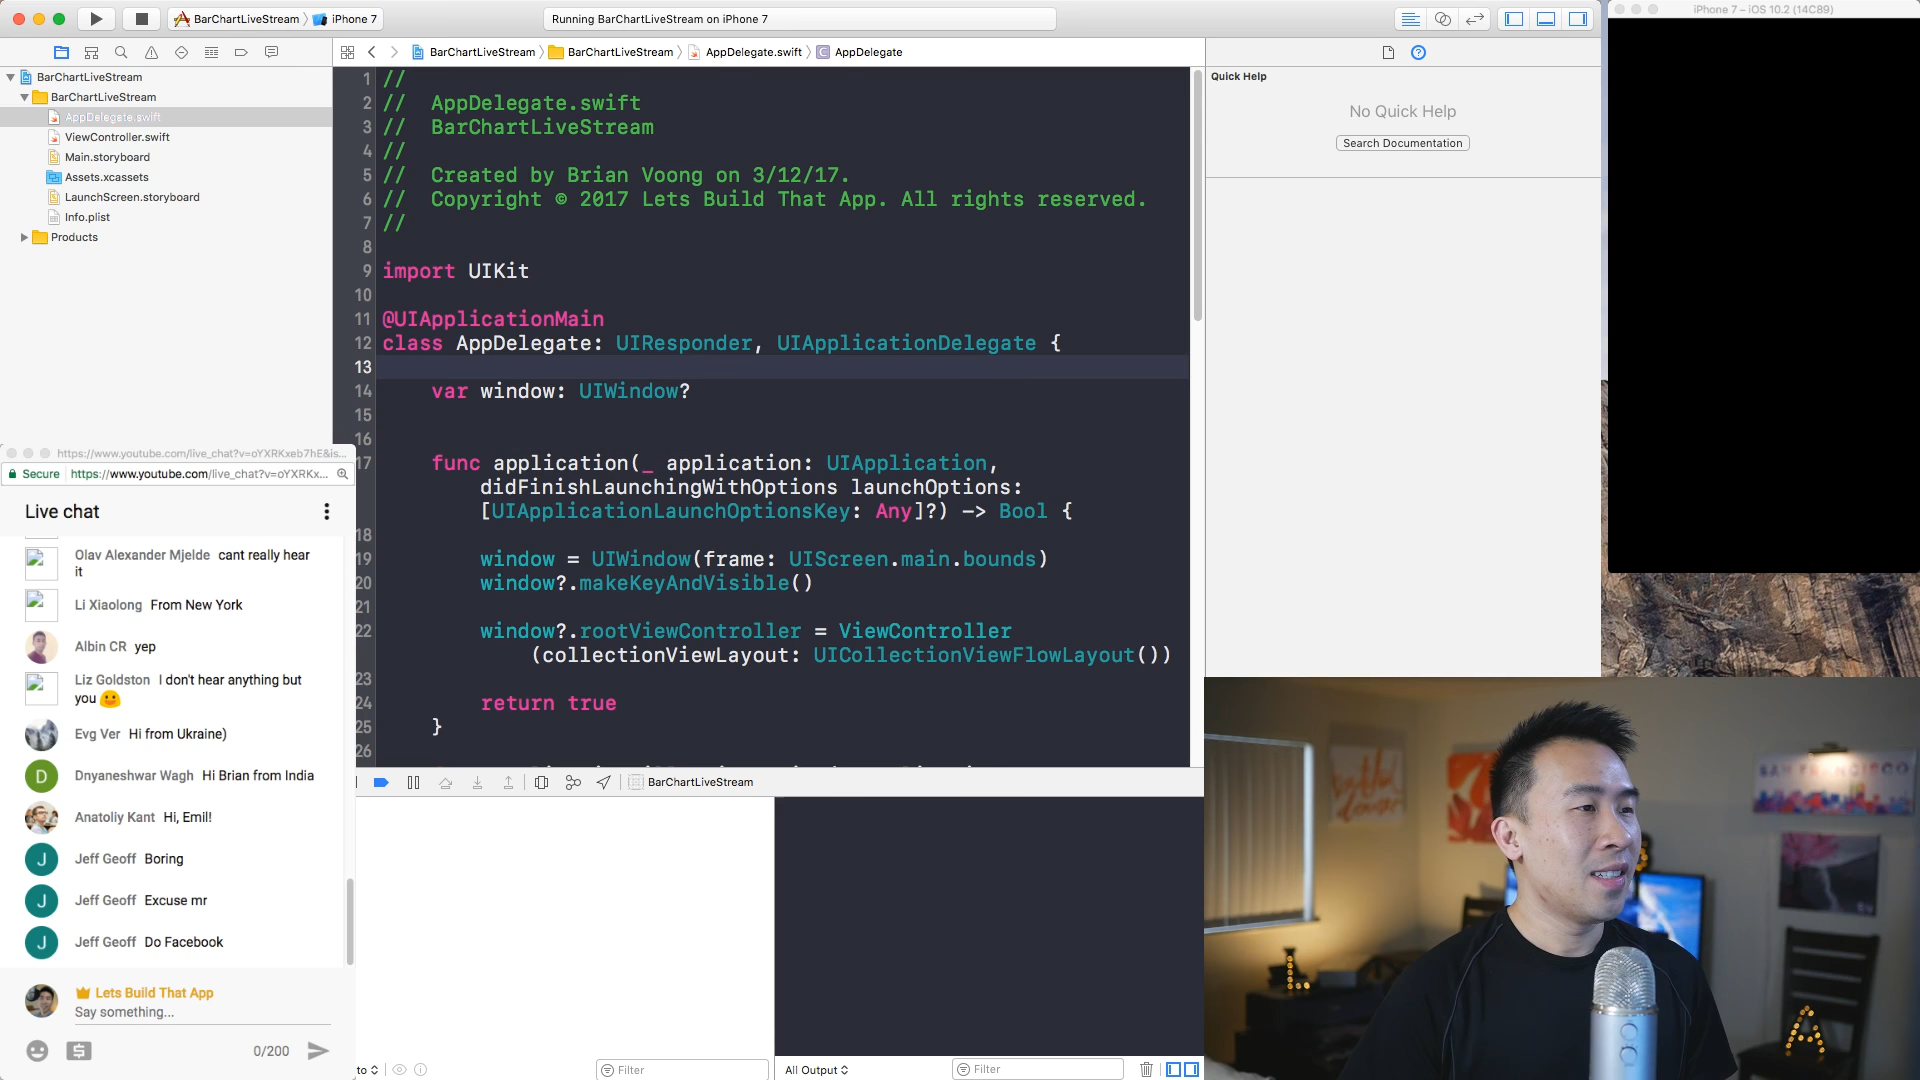 BarChartLiveStream
iPhone 7
Running BarChartLiveStream on iPhone 7
iPhone 7 – iOS 10.2 (14C89)
BarChartLiveStream
BarChartLiveStream
AppDelegate.swift
AppDelegate
BarChartLiveStream
BarChartLiveStream
AppDelegate.swift
ViewController.swift
Main.storyboard
Assets.xcassets
LaunchScreen.storyboard
Info.plist
Products
1 //
2 //  AppDelegate.swift
3 //  BarChartLiveStream
4 //
5 //  Created by Brian Voong on 3/12/17.
6 //  Copyright © 2017 Lets Build That App. All rights reserved.
7 //
8
9 import UIKit
10
11 @UIApplicationMain
12 class AppDelegate: UIResponder, UIApplicationDelegate {
13
14     var window: UIWindow?
15
16
17     func application(_ application: UIApplication,
didFinishLaunchingWithOptions launchOptions:
[UIApplicationLaunchOptionsKey: Any]?) -> Bool {
18
19         window = UIWindow(frame: UIScreen.main.bounds)
20         window?.makeKeyAndVisible()
21
22         window?.rootViewController = ViewController
(collectionViewLayout: UICollectionViewFlowLayout())
23
24         return true
25     }
26
Quick Help
No Quick Help
Search Documentation
https://www.youtube.com/live_chat?v=oYXRKxeb7hE&is...
Secure
https://www.youtube.com/live_chat?v=oYXRKx...
Live chat
Olav Alexander Mjelde cant really hear
it
Li Xiaolong From New York
Albin CR yep
Liz Goldston I don't hear anything but
you
Evg Ver Hi from Ukraine)
D
Dnyaneshwar Wagh Hi Brian from India
Anatoliy Kant Hi, Emil!
J
Jeff Geoff Boring
J
Jeff Geoff Excuse mr
J
Jeff Geoff Do Facebook
Lets Build That App
Say something...
0/200
BarChartLiveStream
to
Filter
All Output
Filter
SAN FRANCISCO
L
A